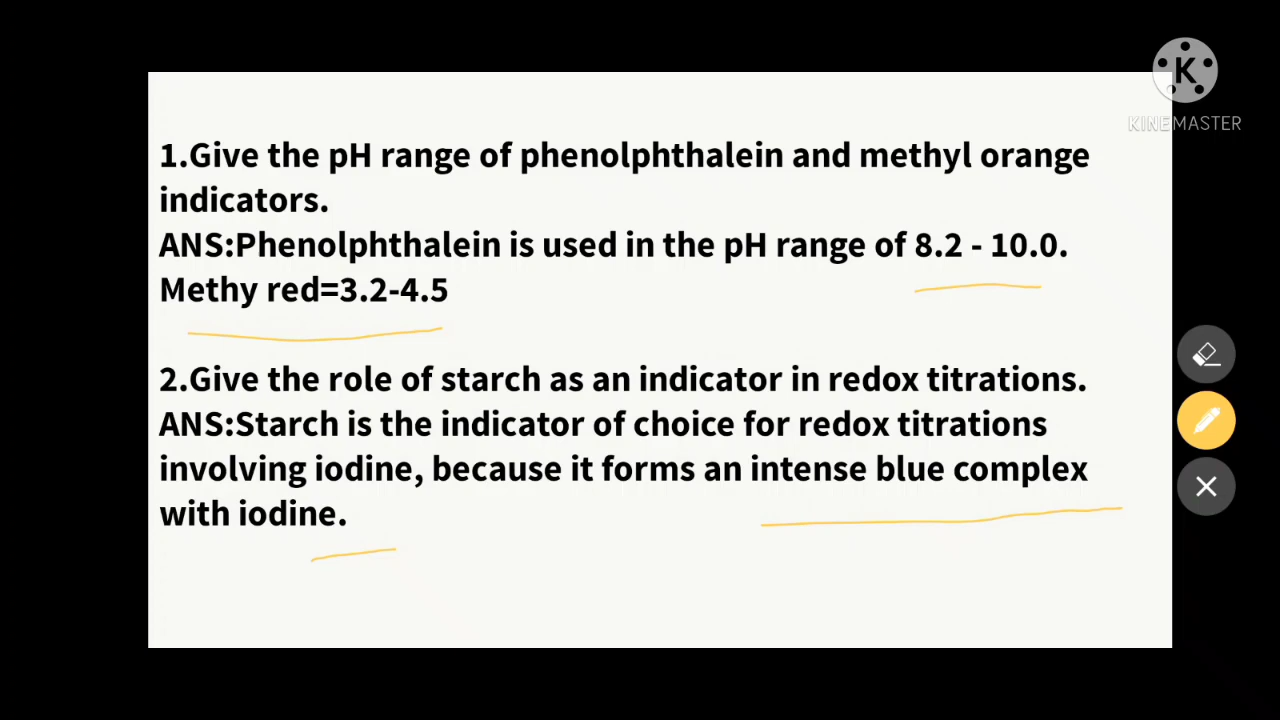 K
KINEMASTER
1.Give the pH range of phenolphthalein and methyl orange
indicators.
ANS:Phenolphthalein is used in the pH range of 8.2 - 10.0.
Methy red=3.2-4.5
2.Give the role of starch as an indicator in redox titrations.
ANS:Starch is the indicator of choice for redox titrations
involving iodine, because it forms an intense blue complex
with iodine.